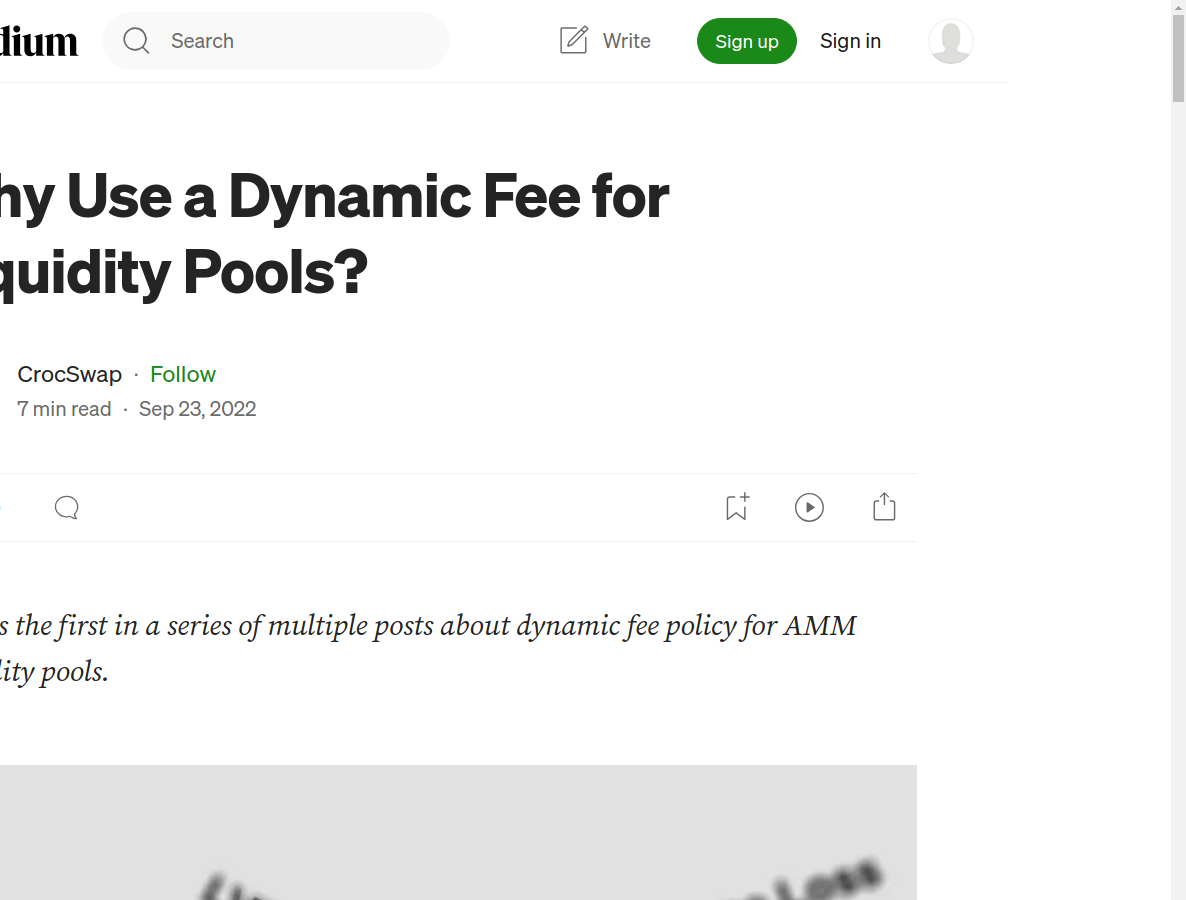 dium
Search
Write
Sign up
Sign in
hy Use a Dynamic Fee for
quidity Pools?
CrocSwap · Follow
7 min read · Sep 23, 2022
s the first in a series of multiple posts about dynamic fee policy for AMM
lity pools.
Loss